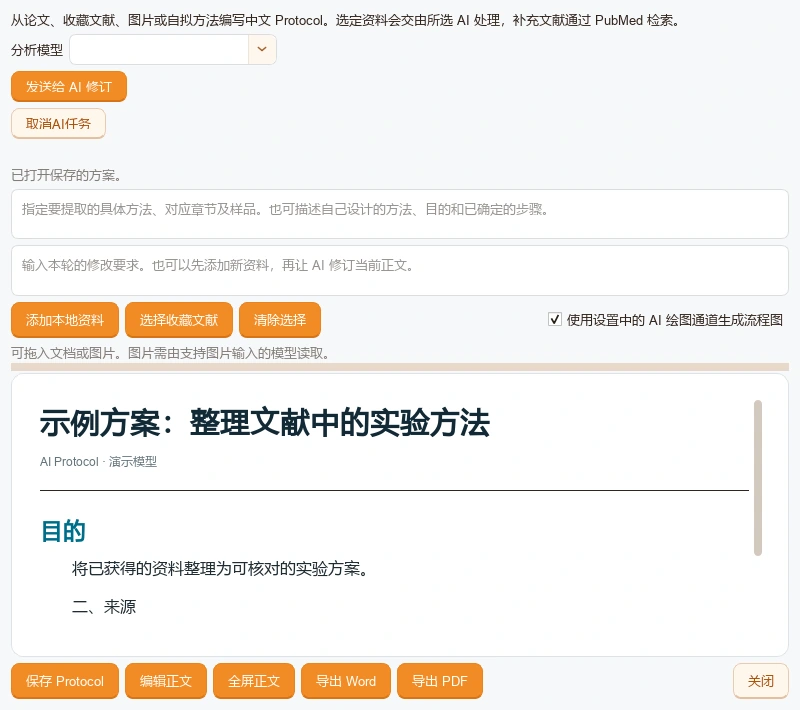 从论文、收藏文献、图片或自拟方法编写中文 Protocol。选定资料会交由所选 AI 处理，补充文献通过 PubMed 检索。
分析模型
发送给 AI 修订
取消AI任务
已打开保存的方案。
指定要提取的具体方法、对应章节及样品。也可描述自己设计的方法、目的和已确定的步骤。
输入本轮的修改要求。也可以先添加新资料，再让 AI 修订当前正文。
添加本地资料 选择收藏文献 清除选择 使用设置中的 AI 绘图通道生成流程图
可拖入文档或图片。图片需由支持图片输入的模型读取。
示例方案：整理文献中的实验方法
AI Protocol · 演示模型
目的
将已获得的资料整理为可核对的实验方案。
二、来源
保存 Protocol 编辑正文 全屏正文 导出 Word 导出 PDF 关闭